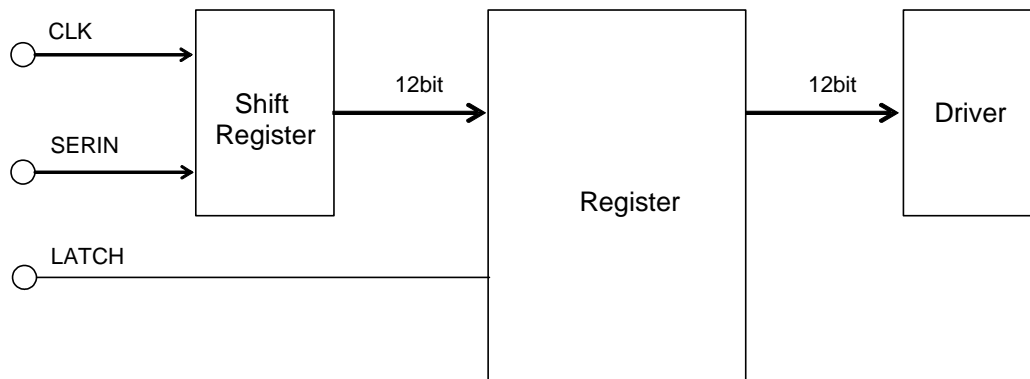 CLK
SERIN
LATCH
Shift
Register
12bit
Register
12bit
Driver